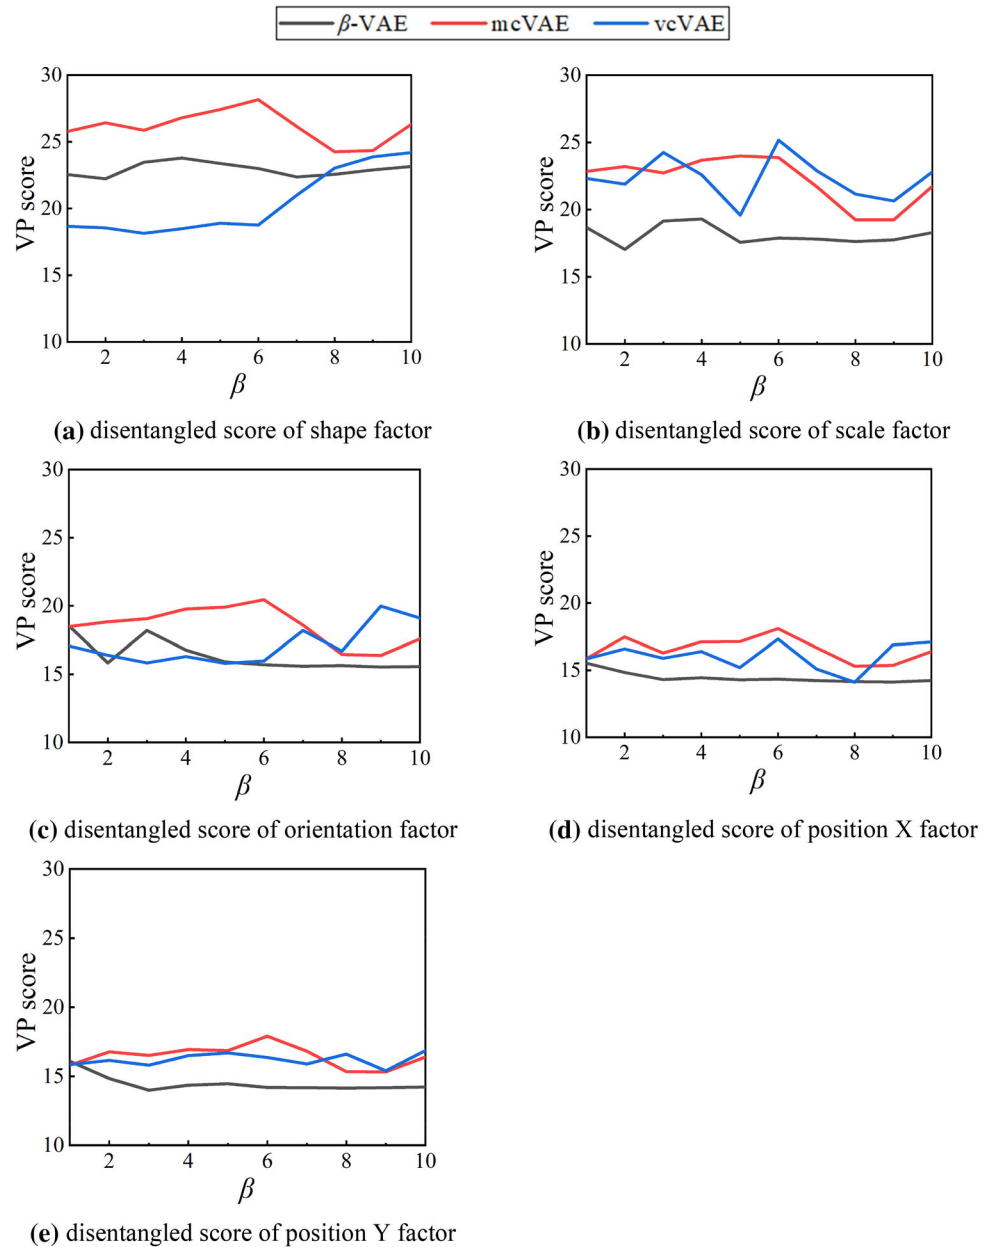 β-VAE mcVAE vcVAE
30
25
20
15
10
VP score
2 4 6 8 10
β
(a) disentangled score of shape factor
30
25
20
15
10
VP score
2 4 6 8 10
β
(b) disentangled score of scale factor
30
25
20
15
10
VP score
2 4 6 8 10
β
(c) disentangled score of orientation factor
30
25
20
15
10
VP score
2 4 6 8 10
β
(d) disentangled score of position X factor
30
25
20
15
10
VP score
2 4 6 8 10
β
(e) disentangled score of position Y factor